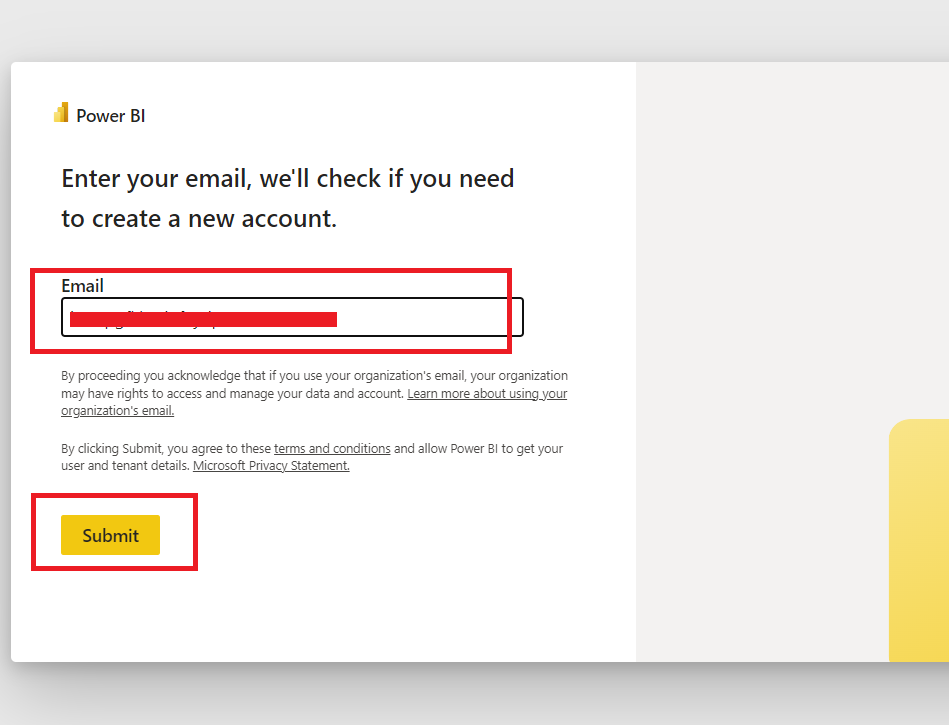 Power BI
Enter your email, we'll check if you need
to create a new account.
Email
By proceeding you acknowledge that if you use your organization's email, your organization
may have rights to access and manage your data and account. Learn more about using your
organization's email.
By clicking Submit, you agree to these terms and conditions and allow Power BI to get your
user and tenant details. Microsoft Privacy Statement.
Submit